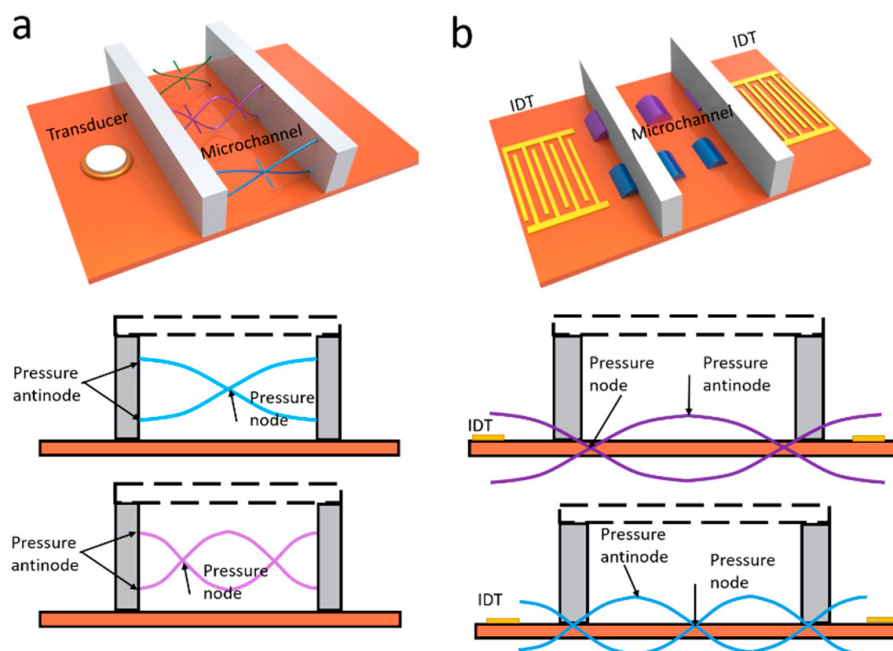 a
Transducer
Microchannel
Pressure
antinode
Pressure
node
Pressure
antinode
Pressure
node
b
IDT
IDT
Microchannel
Pressure
node
Pressure
antinode
IDT
Pressure
antinode
Pressure
node
IDT